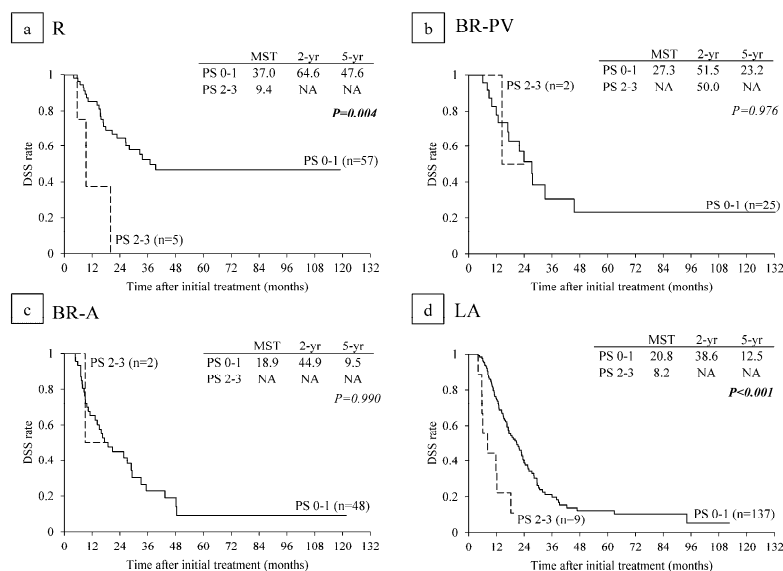 a R
MST 2-yr 5-yr
PS 0-1 37.0 64.6 47.6
PS 2-3 9.4 NA NA
P=0.004
1
0.8
0.6
0.4
0.2
0
DSS rate
PS 0-1 (n=57)
PS 2-3 (n=5)
0 12 24 36 48 60 72 84 96 108 120 132
Time after initial treatment (months)
b BR-PV
MST 2-yr 5-yr
PS 0-1 27.3 51.5 23.2
PS 2-3 NA 50.0 NA
P=0.976
1
0.8
0.6
0.4
0.2
0
DSS rate
PS 2-3 (n=2)
PS 0-1 (n=25)
0 12 24 36 48 60 72 84 96 108 120 132
Time after initial treatment (months)
c BR-A
MST 2-yr 5-yr
PS 0-1 18.9 44.9 9.5
PS 2-3 NA NA NA
P=0.990
1
0.8
0.6
0.4
0.2
0
DSS rate
PS 2-3 (n=2)
PS 0-1 (n=48)
0 12 24 36 48 60 72 84 96 108 120 132
Time after initial treatment (months)
d LA
MST 2-yr 5-yr
PS 0-1 20.8 38.6 12.5
PS 2-3 8.2 NA NA
P<0.001
1
0.8
0.6
0.4
0.2
0
DSS rate
PS 2-3 (n=9)
PS 0-1 (n=137)
0 12 24 36 48 60 72 84 96 108 120 132
Time after initial treatment (months)